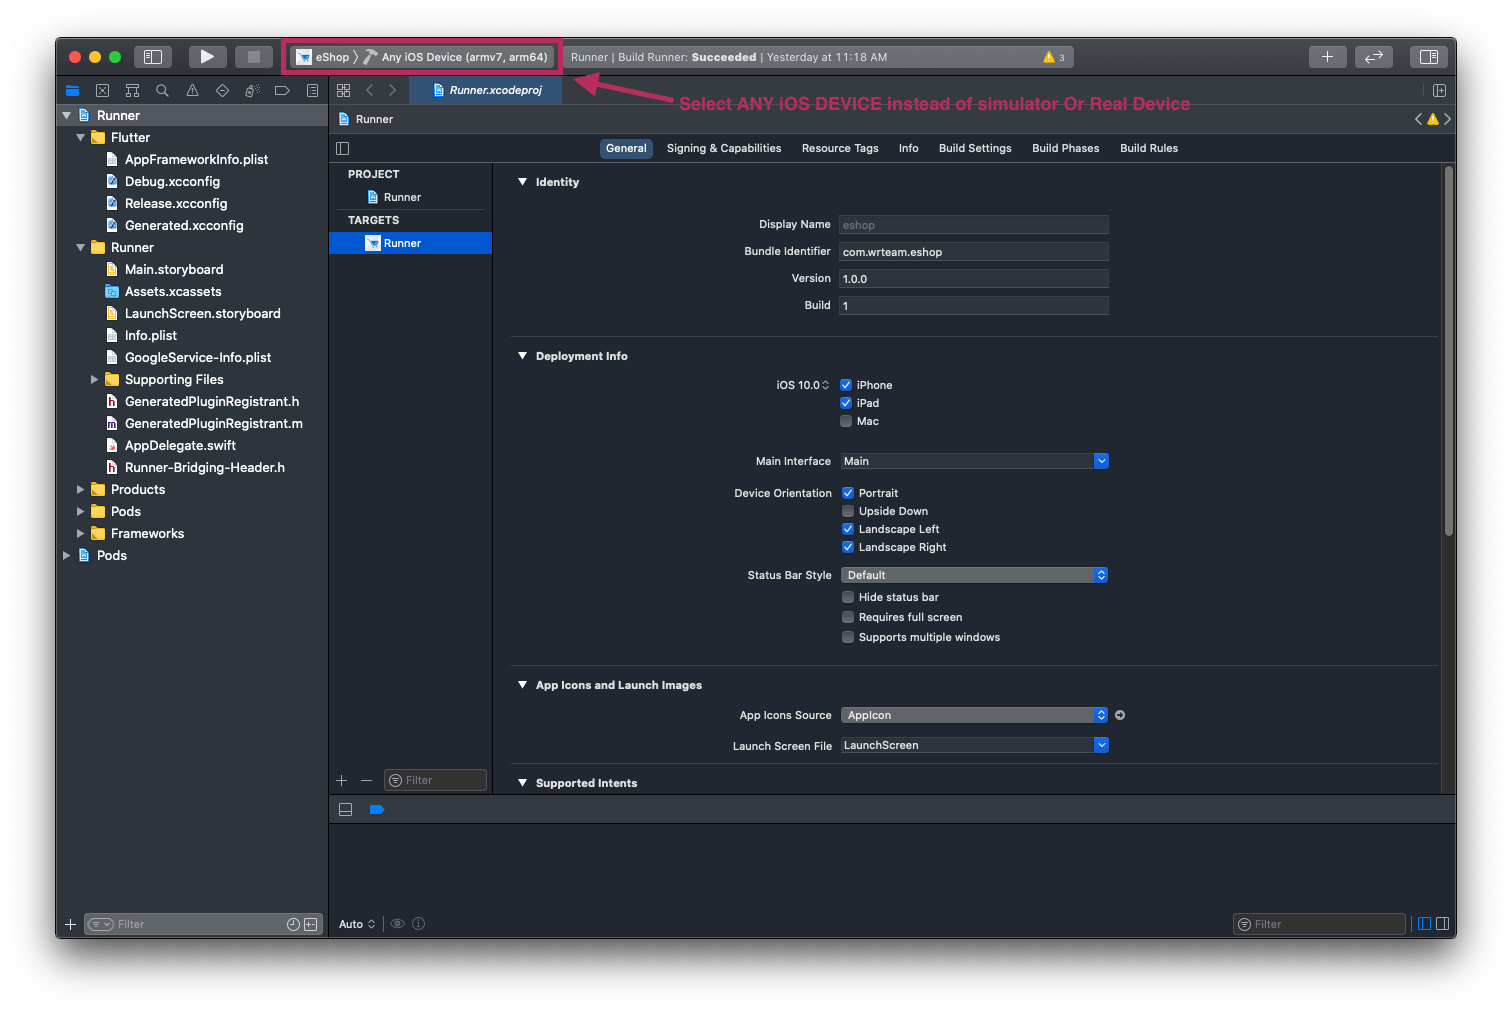 eShop Any iOS Device (armv7, arm64) Runner | Build Runner: Succeeded | Yesterday at 11:18 AM 3
Runner.xcodeproj
Select ANY iOS DEVICE instead of simulator Or Real Device
Runner
Flutter
AppFrameworkInfo.plist
Debug.xcconfig
Release.xcconfig
Generated.xcconfig
Runner
Main.storyboard
Assets.xcassets
LaunchScreen.storyboard
Info.plist
GoogleService-Info.plist
Supporting Files
GeneratedPluginRegistrant.h
GeneratedPluginRegistrant.m
AppDelegate.swift
Runner-Bridging-Header.h
Products
Pods
Frameworks
Pods
Filter
Runner
General Signing & Capabilities Resource Tags Info Build Settings Build Phases Build Rules
PROJECT
Runner
TARGETS
Runner
Filter
Identity
Display Name eshop
Bundle Identifier com.wrteam.eshop
Version 1.0.0
Build 1
Deployment Info
iOS 10.0 iPhone
iPad
Mac
Main Interface Main
Device Orientation Portrait
Upside Down
Landscape Left
Landscape Right
Status Bar Style Default
Hide status bar
Requires full screen
Supports multiple windows
App Icons and Launch Images
App Icons Source AppIcon
Launch Screen File LaunchScreen
Supported Intents
Auto Filter